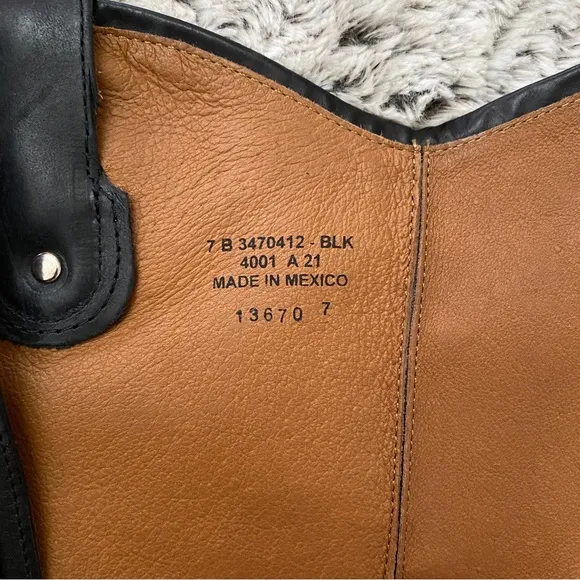 7 B 3470412 - BLK
4001 A 21
MADE IN MEXICO
13670 7